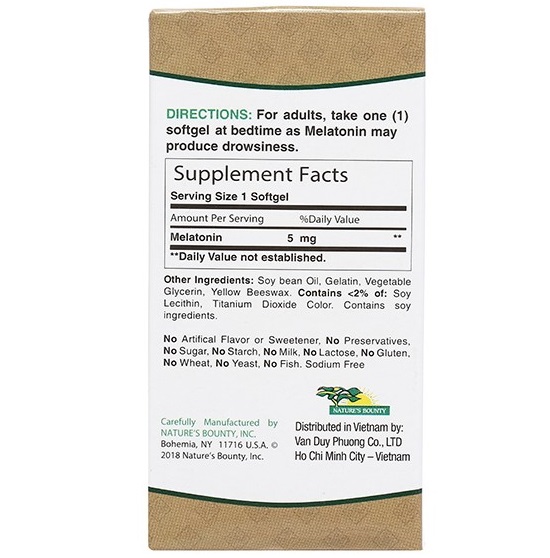 DIRECTIONS: For adults, take one (1)
softgel at bedtime as Melatonin may
produce drowsiness.
Supplement Facts
Serving Size 1 Softgel
Amount Per Serving %Daily Value
Melatonin 5 mg **
**Daily Value not established.
Other Ingredients: Soy bean Oil, Gelatin, Vegetable
Glycerin, Yellow Beeswax. Contains <2% of: Soy
Lecithin, Titanium Dioxide Color. Contains soy
ingredients.
No Artifical Flavor or Sweetener, No Preservatives,
No Sugar, No Starch, No Milk, No Lactose, No Gluten,
No Wheat, No Yeast, No Fish. Sodium Free
NATURE'S BOUNTY
Carefully Manufactured by
NATURE'S BOUNTY, INC.
Bohemia, NY 11716 U.S.A. ©
2018 Nature's Bounty, Inc.
Distributed in Vietnam by:
Van Duy Phuong Co., LTD
Ho Chi Minh City – Vietnam